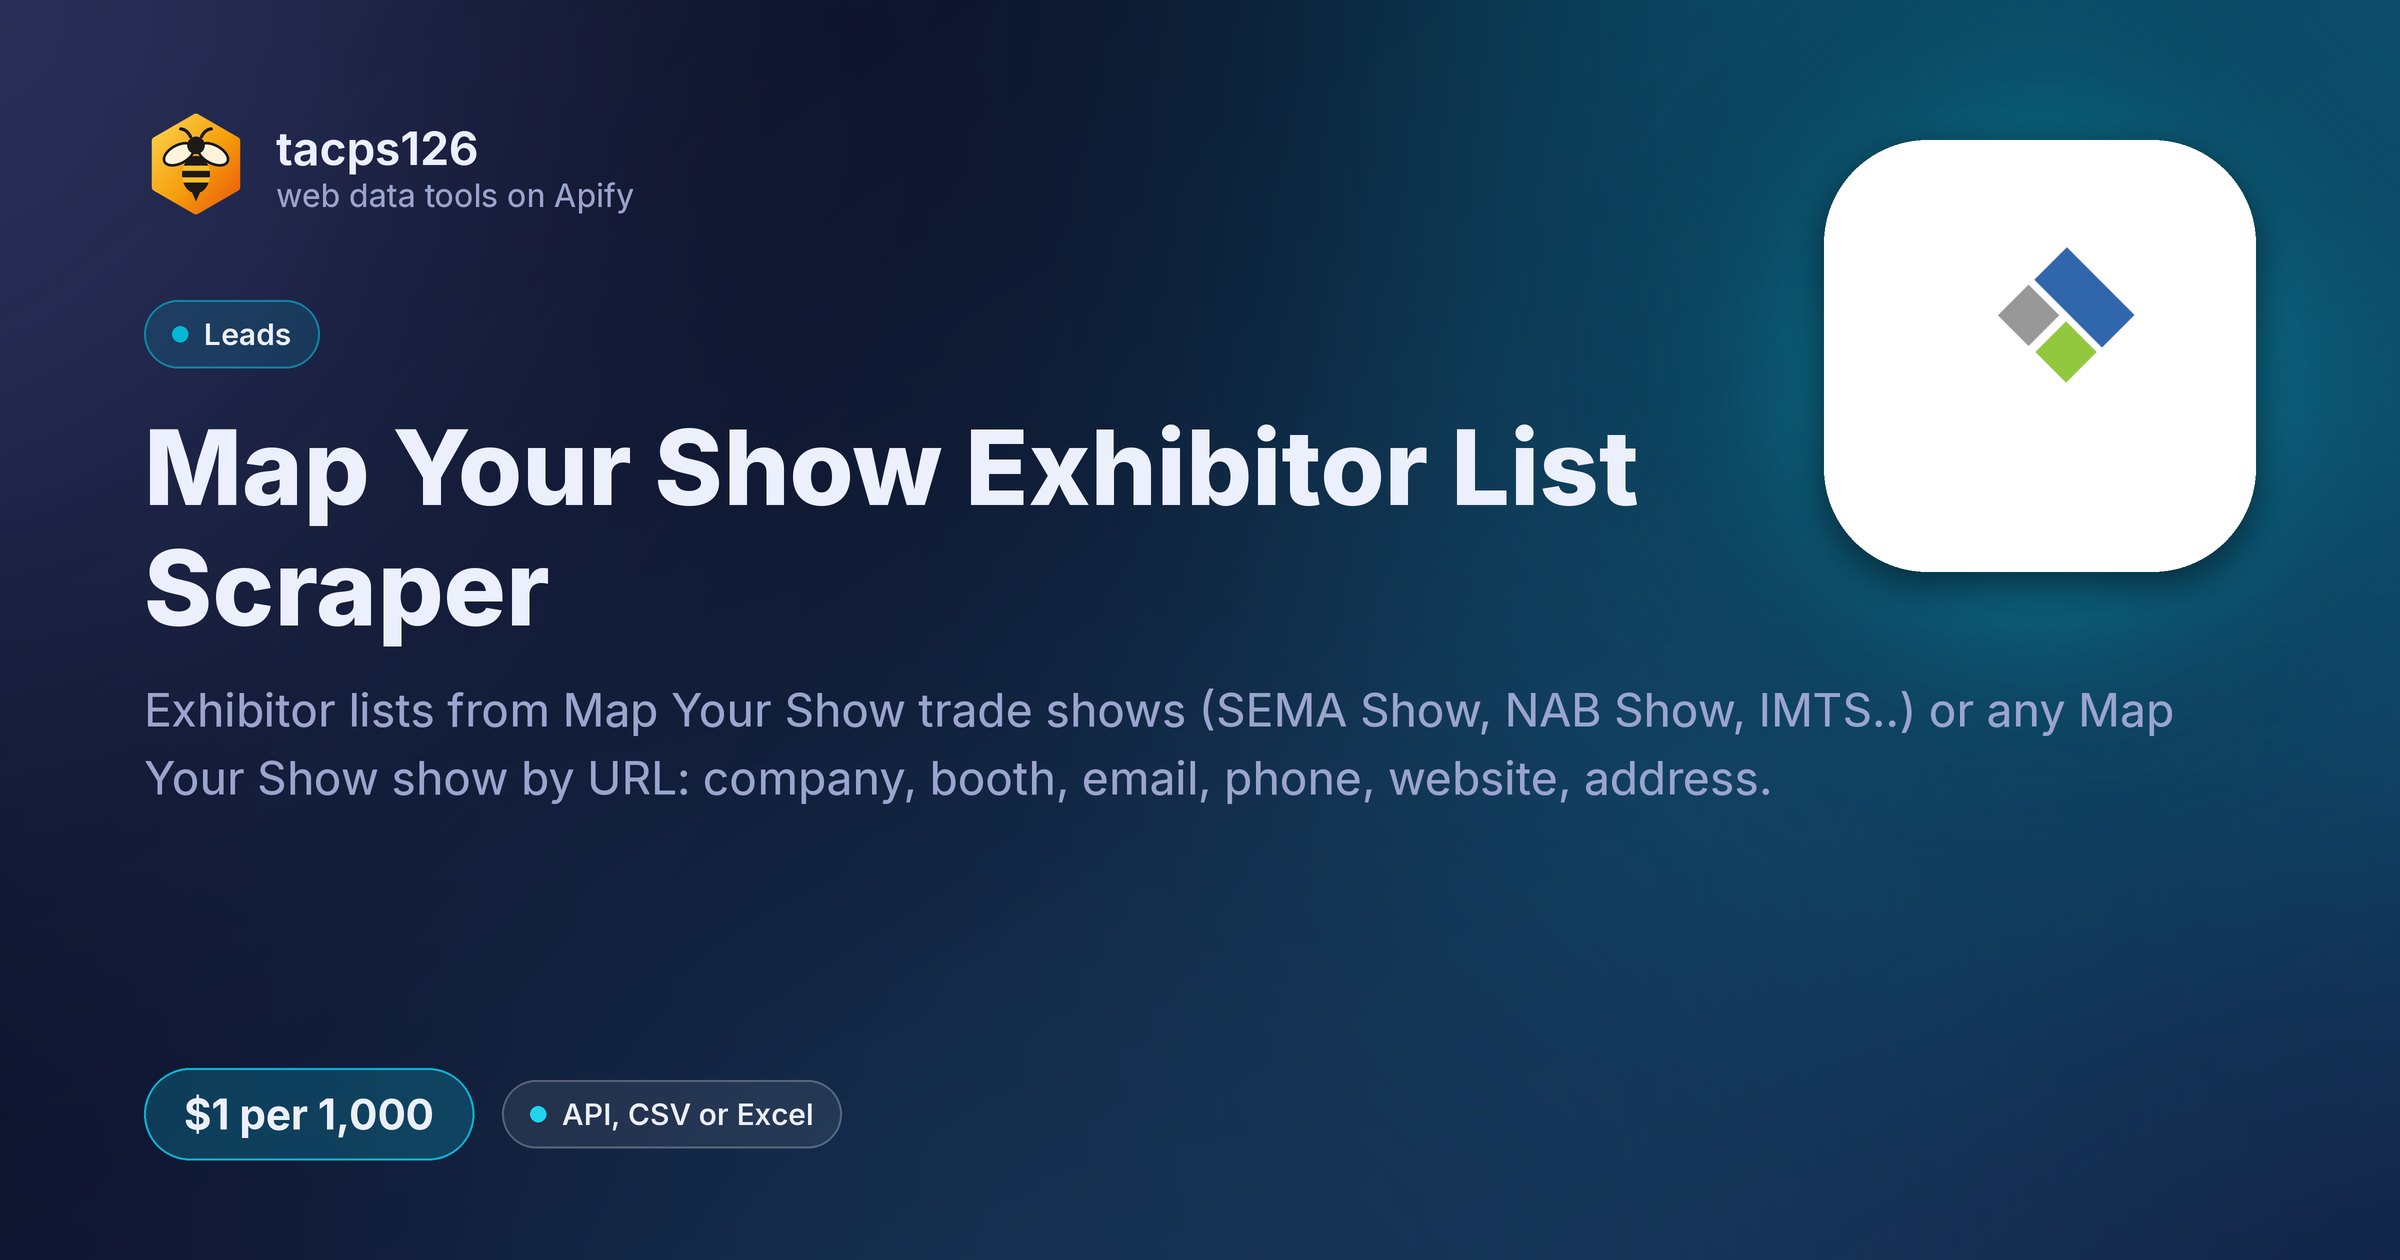 tacps126
web data tools on Apify
Leads
Map Your Show Exhibitor List
Scraper
Exhibitor lists from Map Your Show trade shows (SEMA Show, NAB Show, IMTS..) or any Map
Your Show show by URL: company, booth, email, phone, website, address.
$1 per 1,000
API, CSV or Excel